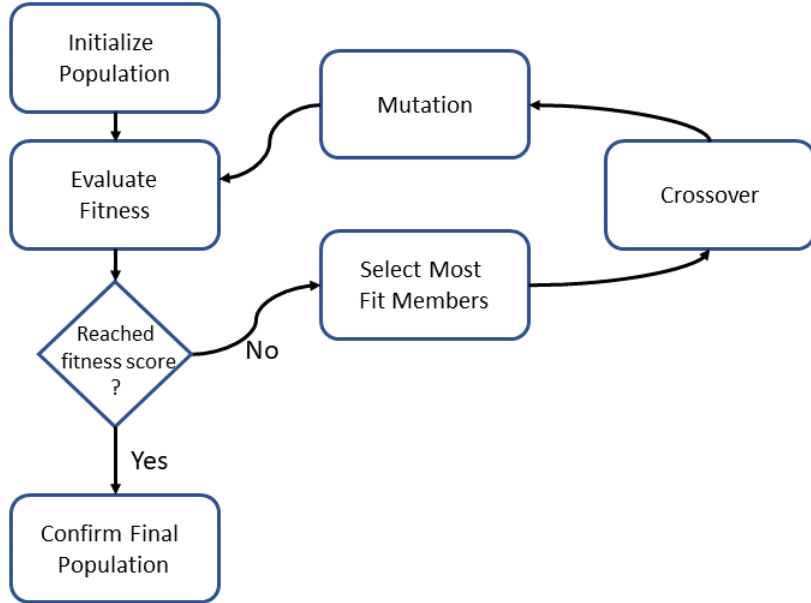 Initialize
Population
Evaluate
Fitness
Reached
fitness score
?
Yes
Confirm Final
Population
No
Select Most
Fit Members
Crossover
Mutation